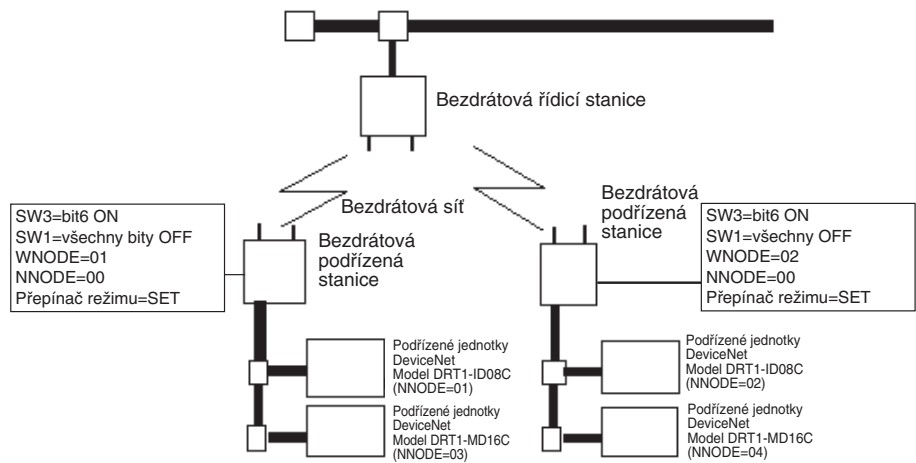 Bezdrátová řídicí stanice
Bezdrátová síť
SW3=bit6 ON
SW1=všechny bity OFF
WNODE=01
NNODE=00
Přepínač režimu=SET
Bezdrátová
podřízená
stanice
Bezdrátová
podřízená
stanice
SW3=bit6 ON
SW1=všechny OFF
WNODE=02
NNODE=00
Přepínač režimu=SET
Podřízené jednotky
DeviceNet
Model DRT1-ID08C
(NNODE=01)
Podřízené jednotky
DeviceNet
Model DRT1-MD16C
(NNODE=03)
Podřízené jednotky
DeviceNet
Model DRT1-ID08C
(NNODE=02)
Podřízené jednotky
DeviceNet
Model DRT1-MD16C
(NNODE=04)